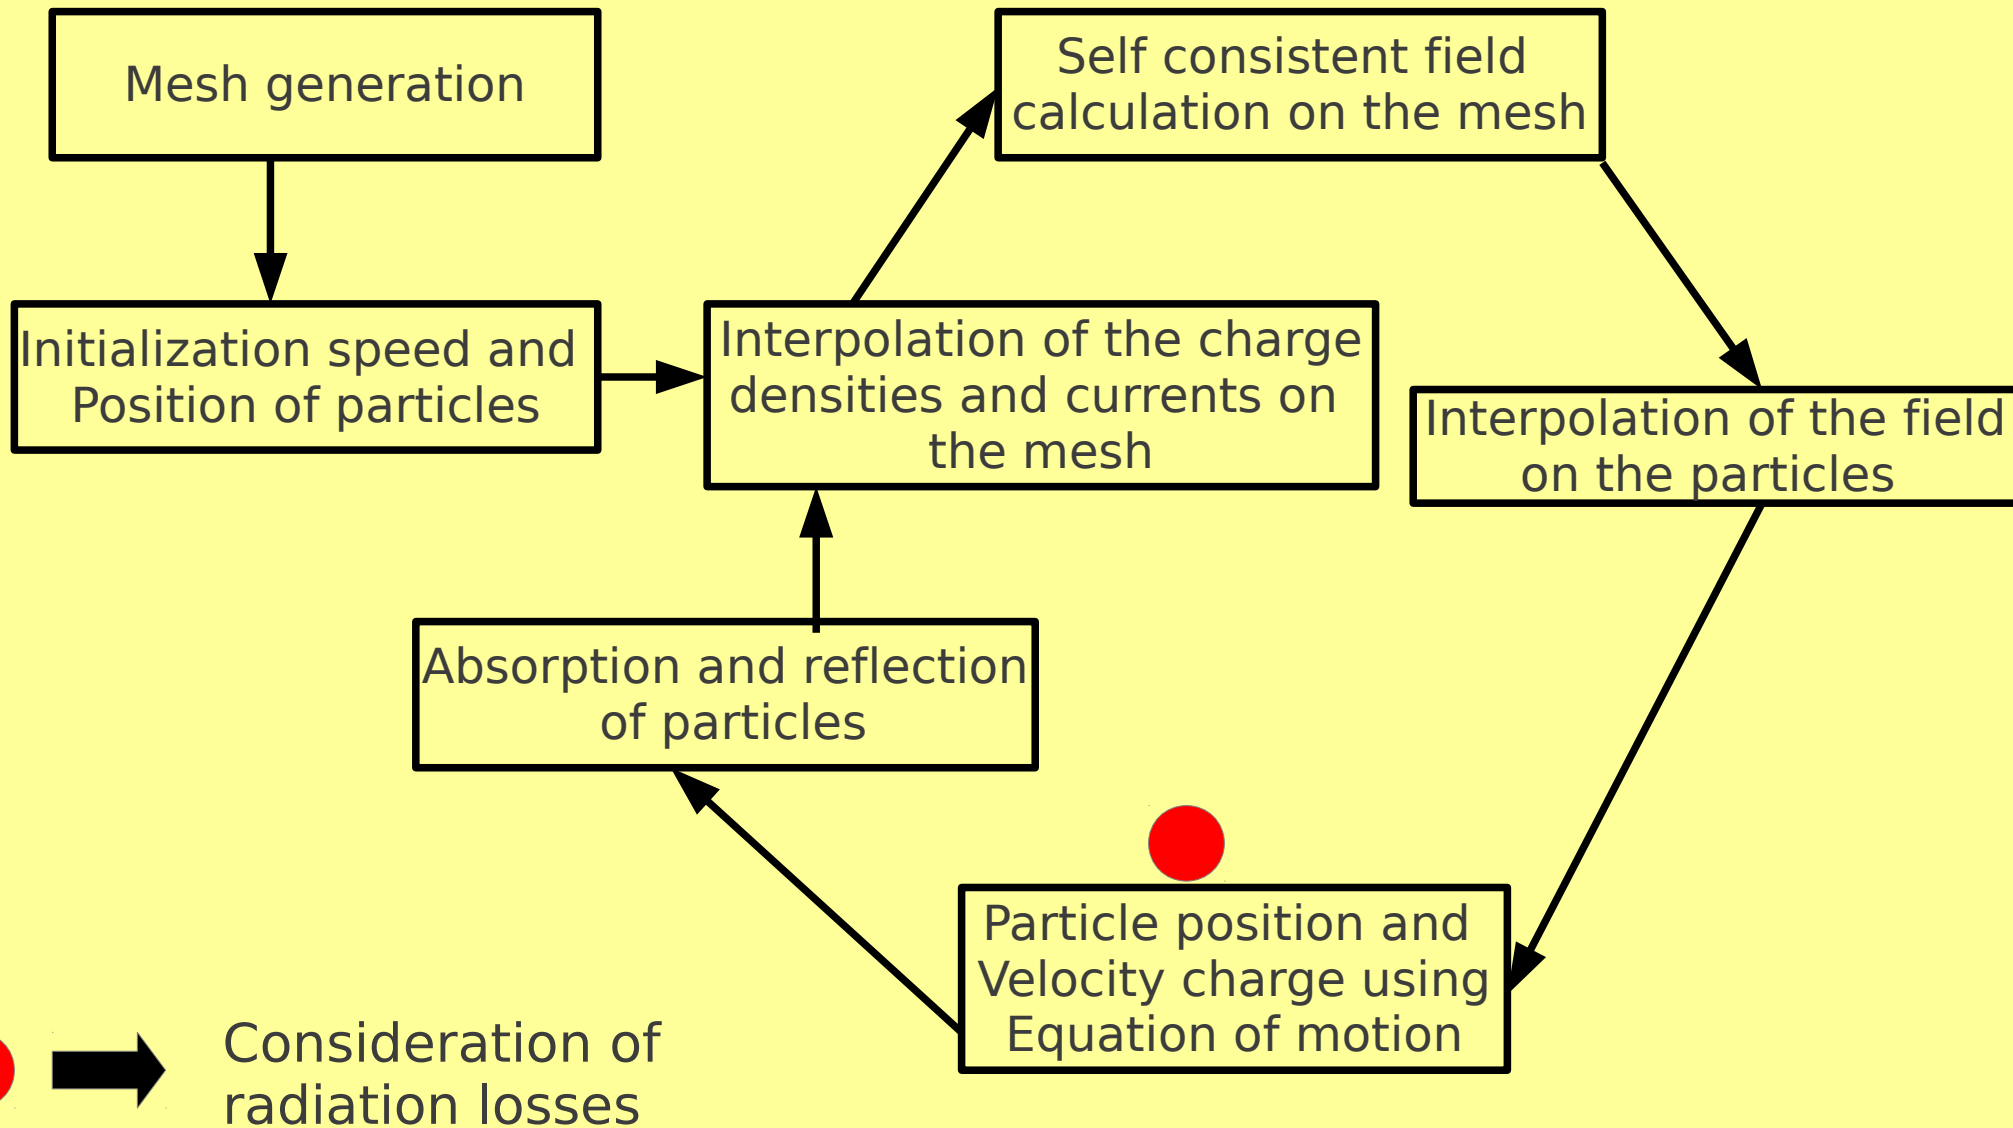 Mesh generation
Self consistent field
calculation on the mesh
Initialization speed and
Position of particles
Interpolation of the charge
densities and currents on
the mesh
Interpolation of the field
on the particles
Absorption and reflection
of particles
Particle position and
Velocity charge using
Equation of motion
Consideration of
radiation losses